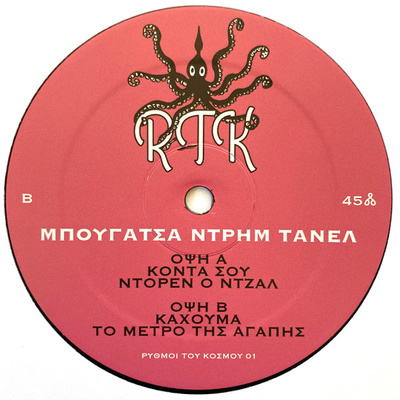 RTK
B
45
ΜΠΟΥΓΑΤΣΑ ΝΤΡΗΜ ΤΑΝΕΛ
ΟΨΗ Α
ΚΟΝΤΑ ΣΟΥ
ΝΤΟΡΕΝ Ο ΝΤΖΑΛ
ΟΨΗ Β
ΚΑΧΟΥΜΑ
ΤΟ ΜΕΤΡΟ ΤΗΣ ΑΓΑΠΗΣ
ΡΥΘΜΟΙ ΤΟΥ ΚΟΣΜΟΥ 01